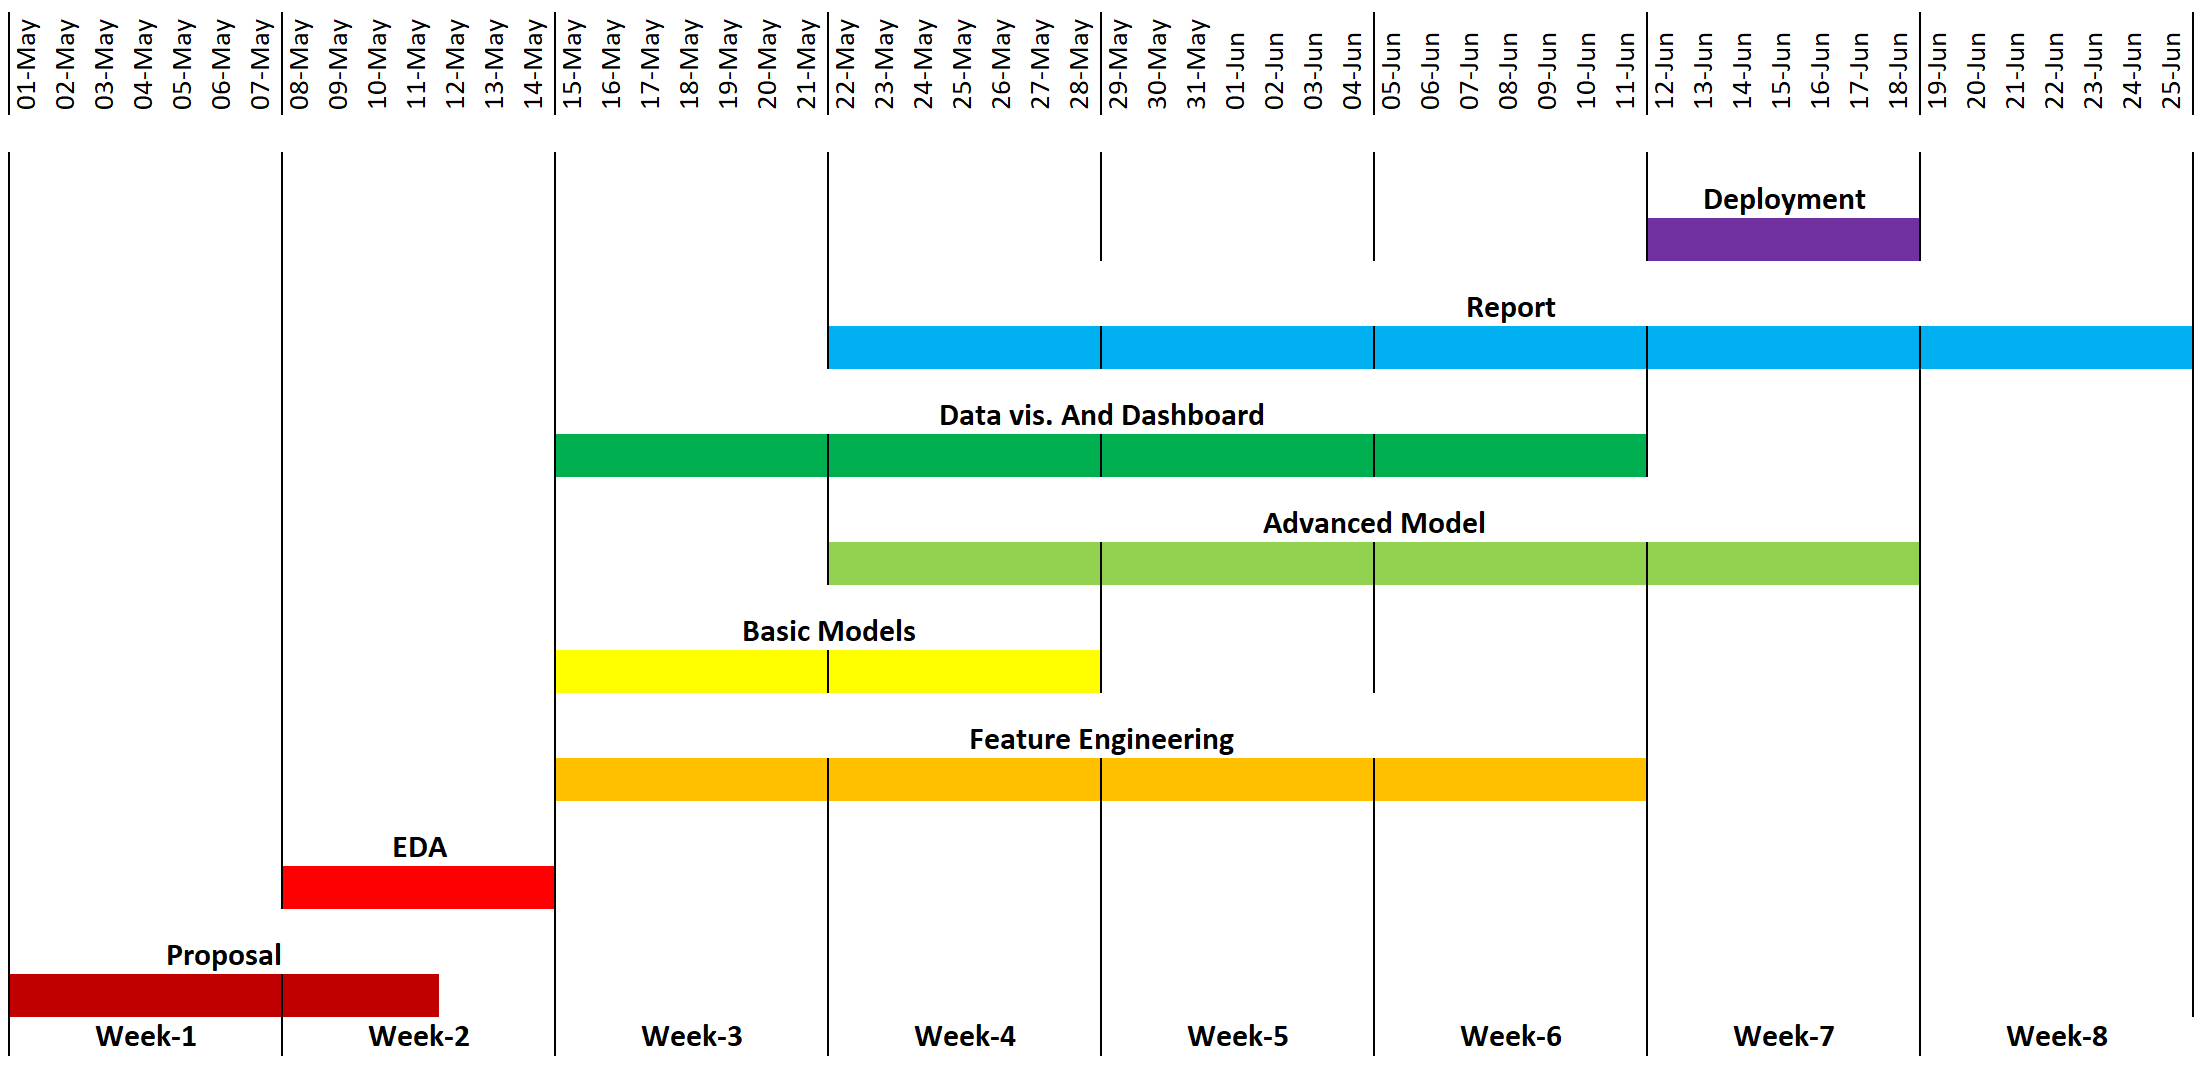 01-May
02-May
03-May
04-May
05-May
06-May
07-May
08-May
09-May
10-May
11-May
12-May
13-May
14-May
15-May
16-May
17-May
18-May
19-May
20-May
21-May
22-May
23-May
24-May
25-May
26-May
27-May
28-May
29-May
30-May
31-May
01-Jun
02-Jun
03-Jun
04-Jun
05-Jun
06-Jun
07-Jun
08-Jun
09-Jun
10-Jun
11-Jun
12-Jun
13-Jun
14-Jun
15-Jun
16-Jun
17-Jun
18-Jun
19-Jun
20-Jun
21-Jun
22-Jun
23-Jun
24-Jun
25-Jun
Deployment
Report
Data vis. And Dashboard
Advanced Model
Basic Models
Feature Engineering
EDA
Proposal
Week-1 Week-2 Week-3 Week-4 Week-5 Week-6 Week-7 Week-8